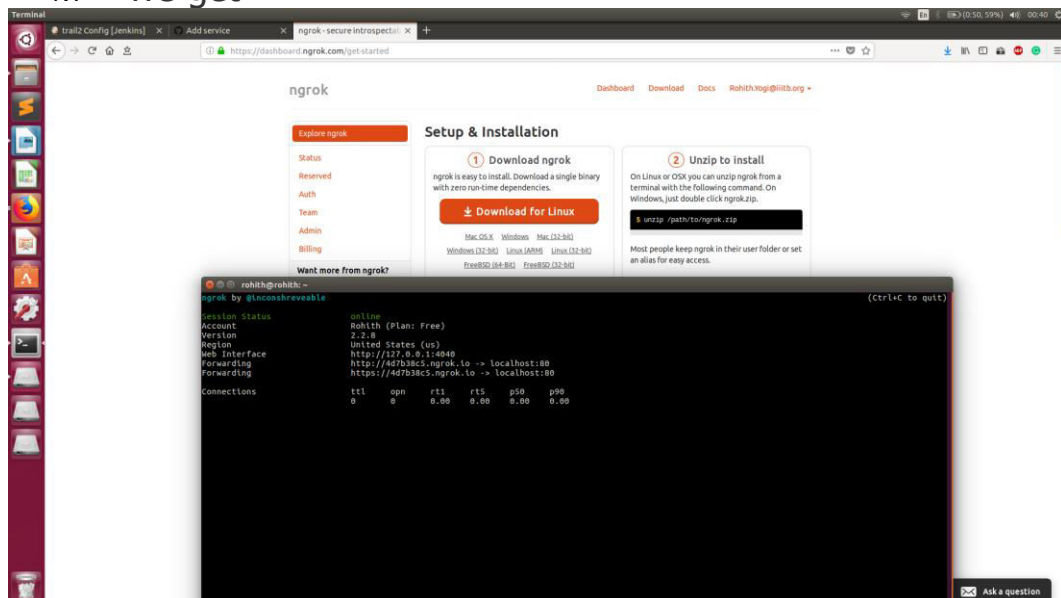 we get
Terminal
En
(0:50, 59%)
00:40
trail2 Config [Jenkins] ×
Add service ×
ngrok - secure introspectabl ×
+
https://dashboard.ngrok.com/get-started
ngrok
Dashboard Download Docs Rohith.Yogi@iiitb.org
Explore ngrok
Status
Reserved
Auth
Team
Admin
Billing
Want more from ngrok?
Setup & Installation
1 Download ngrok
ngrok is easy to install. Download a single binary
with zero run-time dependencies.
Download for Linux
Mac OS X Windows Mac (32-bit)
Windows (32-bit) Linux (ARM) Linux (32-bit)
FreeBSD (64-Bit) FreeBSD (32-bit)
2 Unzip to install
On Linux or OSX you can unzip ngrok from a
terminal with the following command. On
Windows, just double click ngrok.zip.
$ unzip /path/to/ngrok.zip
Most people keep ngrok in their user folder or set
an alias for easy access.
rohith@rohith: ~
ngrok by @inconshreveable (Ctrl+C to quit)
Session Status online
Account Rohith (Plan: Free)
Version 2.2.8
Region United States (us)
Web Interface http://127.0.0.1:4040
Forwarding http://4d7b38c5.ngrok.io -> localhost:80
Forwarding https://4d7b38c5.ngrok.io -> localhost:80
Connections ttl opn rt1 rt5 p50 p90
0 0 0.00 0.00 0.00 0.00
Ask a question